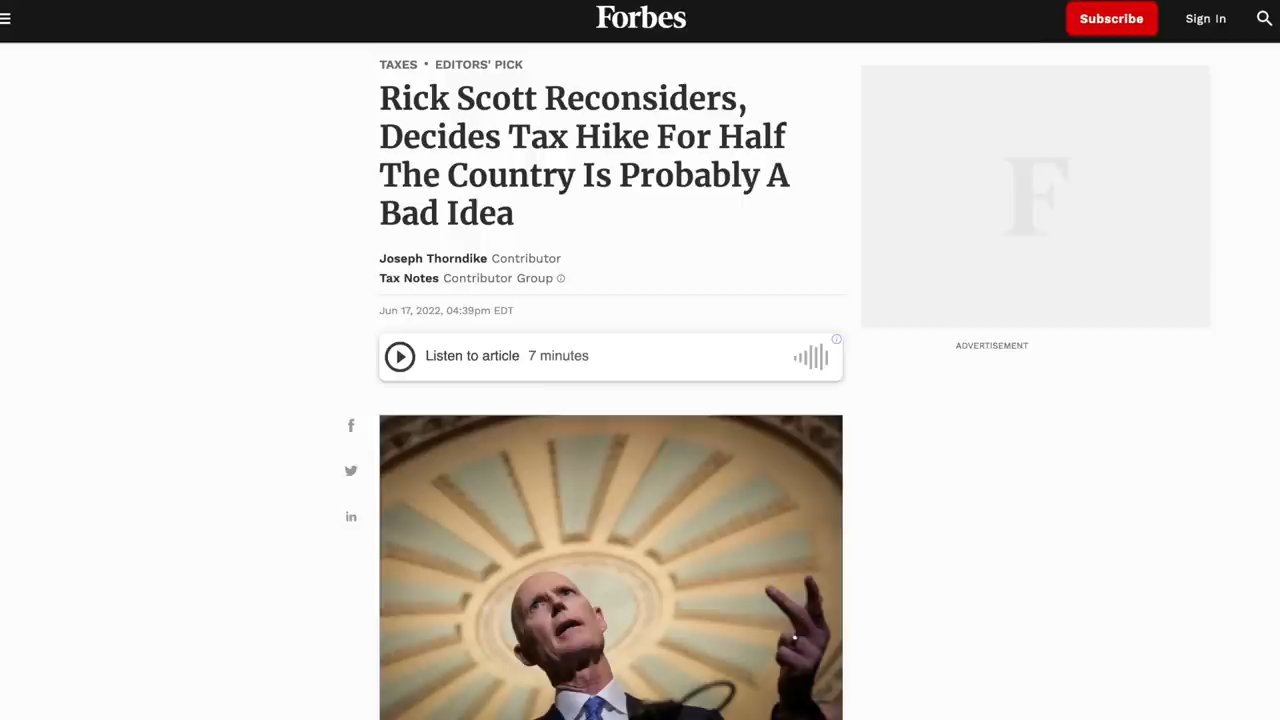 Forbes
Subscribe
Sign In
TAXES • EDITORS' PICK
Rick Scott Reconsiders,
Decides Tax Hike For Half
The Country Is Probably A
Bad Idea
Joseph Thorndike Contributor
Tax Notes Contributor Group
Jun 17, 2022, 04:39pm EDT
Listen to article 7 minutes
F
ADVERTISEMENT